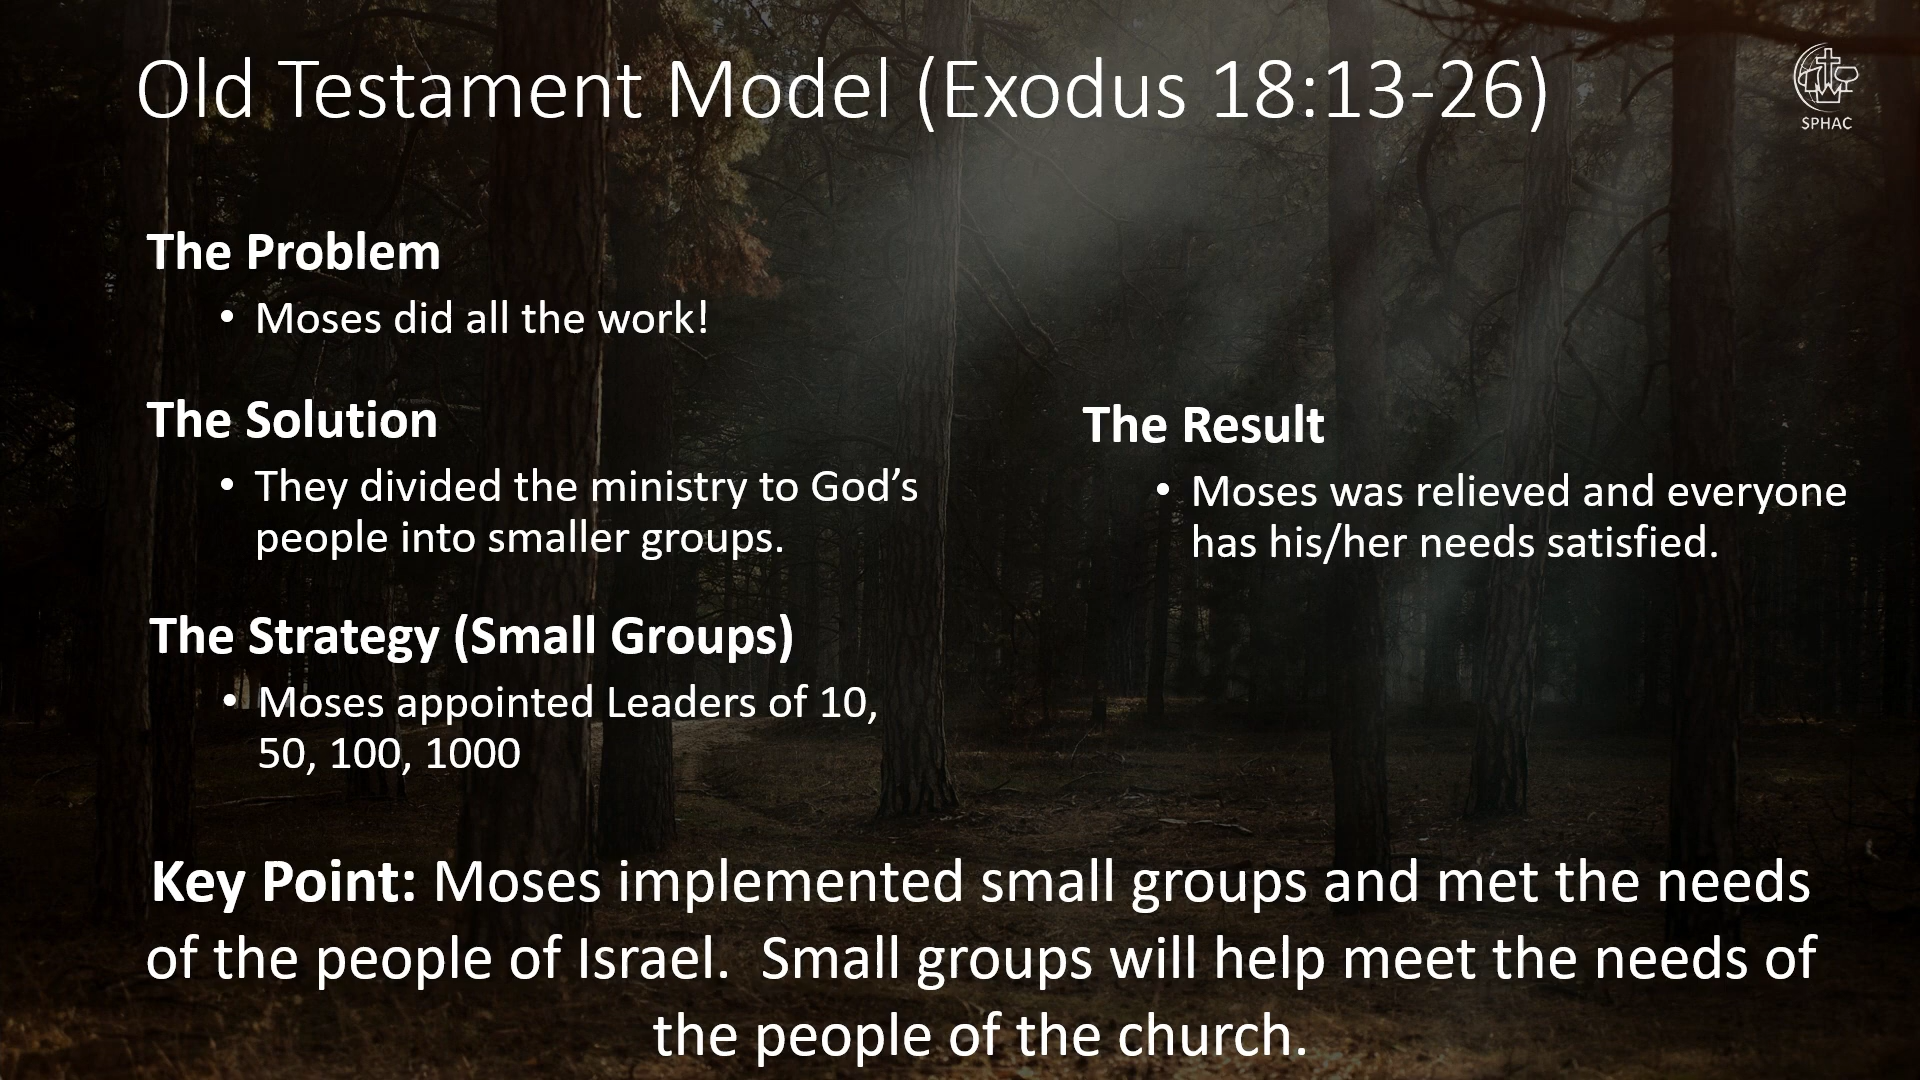 Old Testament Model (Exodus 18:13-26)
SPHAC
The Problem
• Moses did all the work!
The Solution
• They divided the ministry to God’s
people into smaller groups.
The Strategy (Small Groups)
• Moses appointed Leaders of 10,
50, 100, 1000
The Result
• Moses was relieved and everyone
has his/her needs satisfied.
Key Point: Moses implemented small groups and met the needs
of the people of Israel.  Small groups will help meet the needs of
the people of the church.